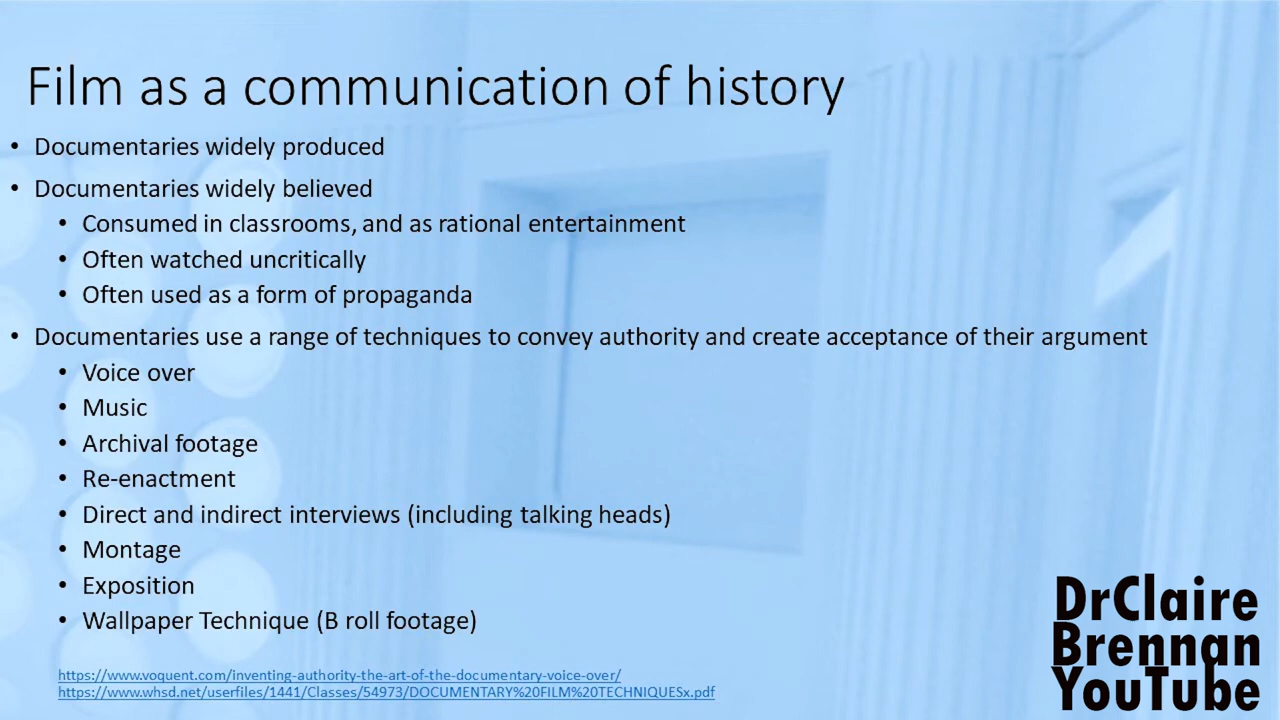 Film as a communication of history
• Documentaries widely produced
• Documentaries widely believed
• Consumed in classrooms, and as rational entertainment
• Often watched uncritically
• Often used as a form of propaganda
• Documentaries use a range of techniques to convey authority and create acceptance of their argument
• Voice over
• Music
• Archival footage
• Re-enactment
• Direct and indirect interviews (including talking heads)
• Montage
• Exposition
• Wallpaper Technique (B roll footage)
https://www.voquent.com/inventing-authority-the-art-of-the-documentary-voice-over/
https://www.whsd.net/userfiles/1441/Classes/54973/DOCUMENTARY%20FILM%20TECHNIQUESx.pdf
DrClaire
Brennan
YouTube